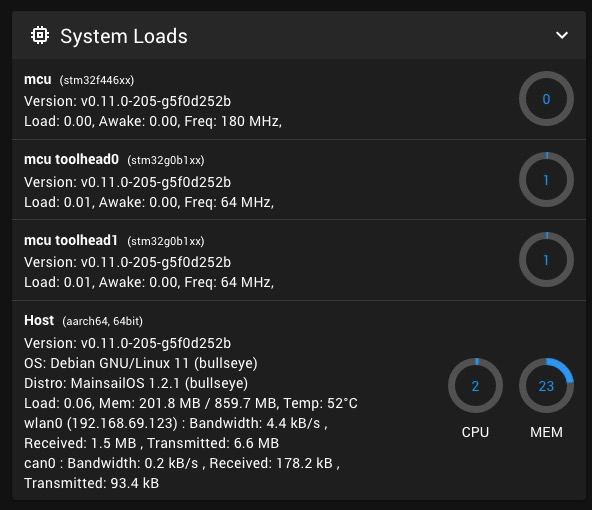 System Loads
mcu (stm32f446xx)
Version: v0.11.0-205-g5f0d252b
Load: 0.00, Awake: 0.00, Freq: 180 MHz,
0
mcu toolhead0 (stm32g0b1xx)
Version: v0.11.0-205-g5f0d252b
Load: 0.01, Awake: 0.00, Freq: 64 MHz,
1
mcu toolhead1 (stm32g0b1xx)
Version: v0.11.0-205-g5f0d252b
Load: 0.01, Awake: 0.00, Freq: 64 MHz,
1
Host (aarch64, 64bit)
Version: v0.11.0-205-g5f0d252b
OS: Debian GNU/Linux 11 (bullseye)
Distro: MainsailOS 1.2.1 (bullseye)
Load: 0.06, Mem: 201.8 MB / 859.7 MB, Temp: 52°C
wlan0 (192.168.69.123) : Bandwidth: 4.4 kB/s ,
Received: 1.5 MB , Transmitted: 6.6 MB
can0 : Bandwidth: 0.2 kB/s , Received: 178.2 kB ,
Transmitted: 93.4 kB
2
CPU
23
MEM